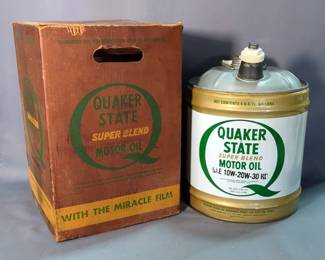 QUAKER
STATE
SUPER BLEND
MOTOR OIL
WITH THE MIRACLE FILM
QUAKER
STATE
SUPER BLEND
MOTOR OIL
SAE 10W-20W-30 HD